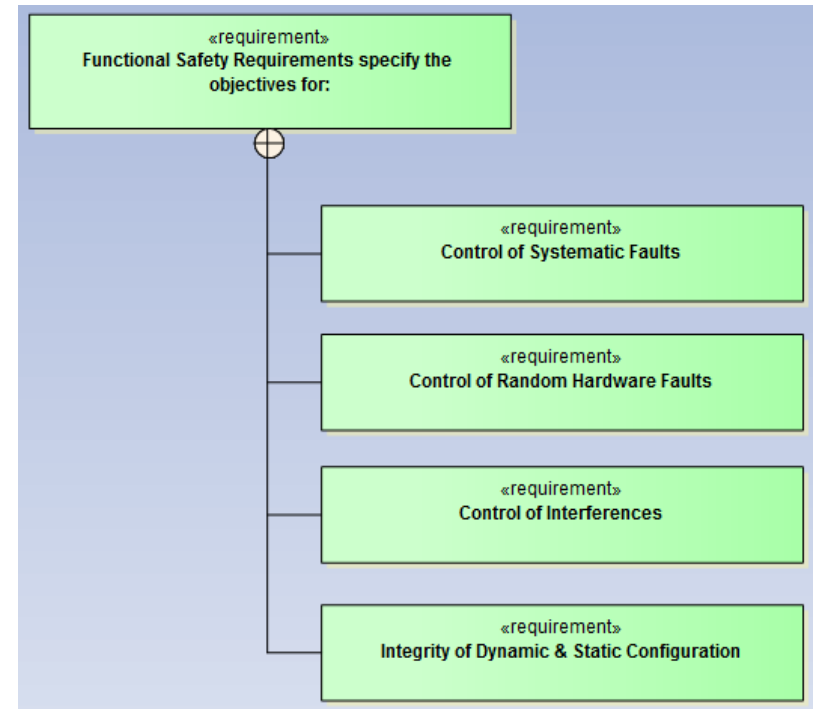 «requirement»
Functional Safety Requirements specify the
objectives for:
«requirement»
Control of Systematic Faults
«requirement»
Control of Random Hardware Faults
«requirement»
Control of Interferences
«requirement»
Integrity of Dynamic & Static Configuration